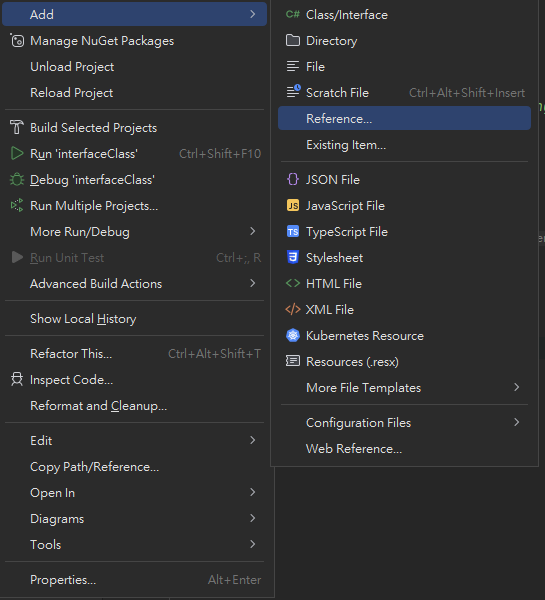 Add
Manage NuGet Packages
Unload Project
Reload Project
Build Selected Projects
Run 'interfaceClass' Ctrl+Shift+F10
Debug 'interfaceClass'
Run Multiple Projects...
More Run/Debug
Run Unit Test Ctrl+;, R
Advanced Build Actions
Show Local History
Refactor This... Ctrl+Alt+Shift+T
Inspect Code...
Reformat and Cleanup...
Edit
Copy Path/Reference...
Open In
Diagrams
Tools
Properties... Alt+Enter
C# Class/Interface
Directory
File
Scratch File Ctrl+Alt+Shift+Insert
Reference...
Existing Item...
{} JSON File
JS JavaScript File
TS TypeScript File
Stylesheet
<> HTML File
</> XML File
Kubernetes Resource
Resources (.resx)
More File Templates
Configuration Files
Web Reference...